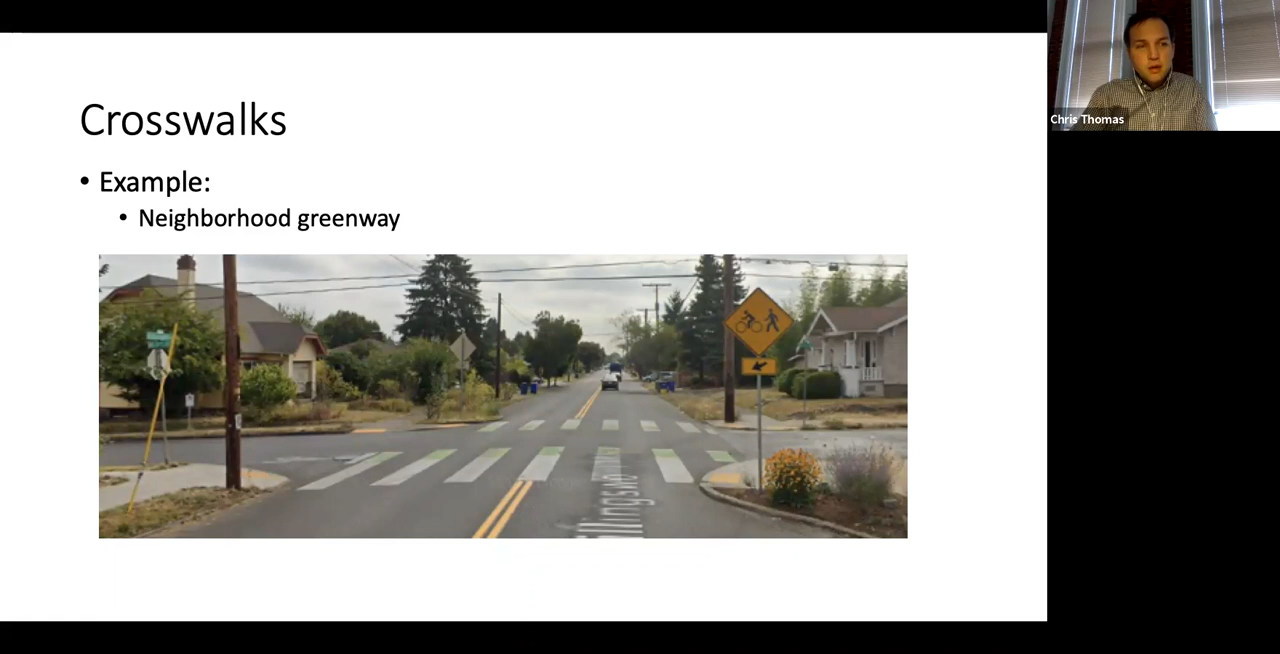 Crosswalks
• Example:
• Neighborhood greenway
Chris Thomas